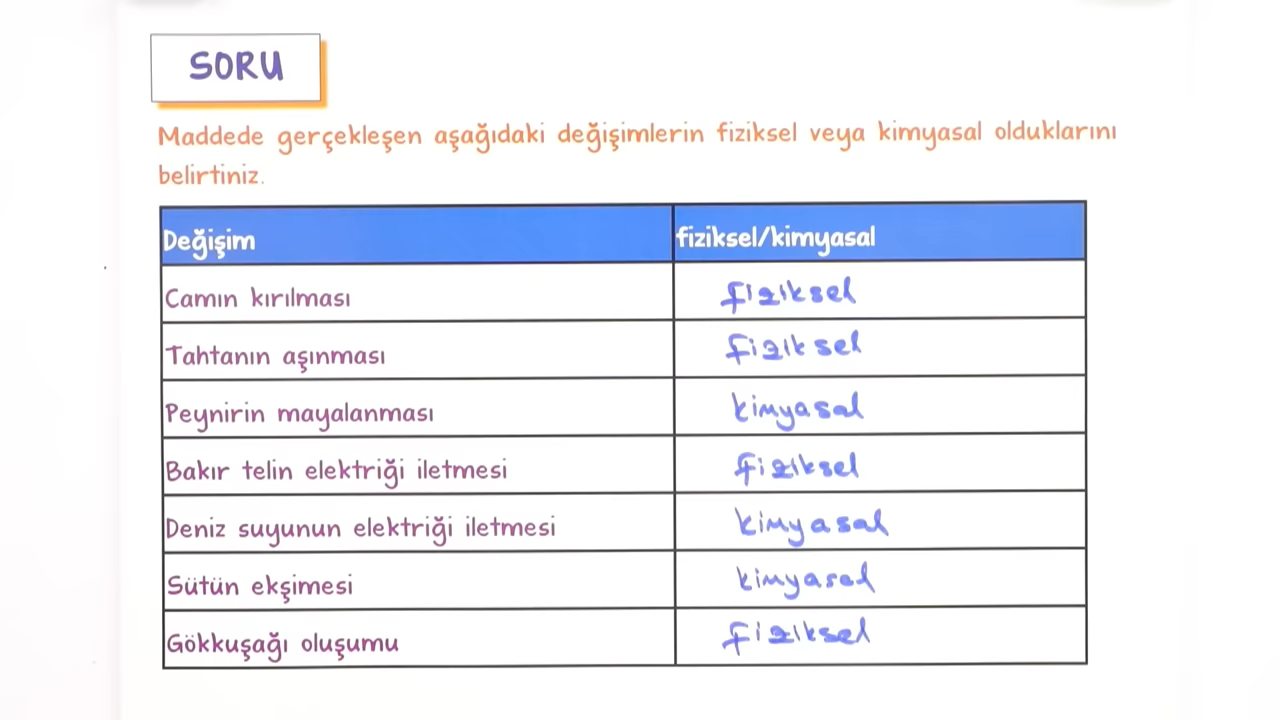 SORU
Maddede gerçekleşen aşağıdaki değişimlerin fiziksel veya kimyasal olduklarını
belirtiniz.
Değişim fiziksel/kimyasal
Camın kırılması fiziksel
Tahtanın aşınması fiziksel
Peynirin mayalanması kimyasal
Bakır telin elektriği iletmesi fiziksel
Deniz suyunun elektriği iletmesi kimyasal
Sütün ekşimesi kimyasal
Gökkuşağı oluşumu fiziksel